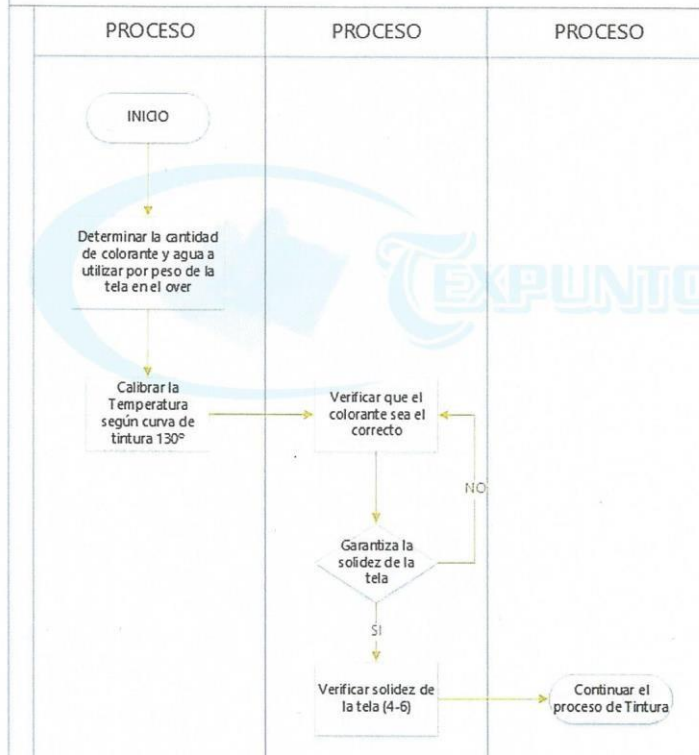 PROCESO
PROCESO
PROCESO
INICIO
Determinar la cantidad
de colorante y agua a
utilizar por peso de la
tela en el over
TEXPUNTO
Calibrar la
Temperatura
según curva de
tintura 130°
Verificar que el
colorante sea el
correcto
NO
Garantiza la
solidez de la
tela
SI
Verificar solidez de
la tela (4-6)
Continuar el
proceso de Tintura